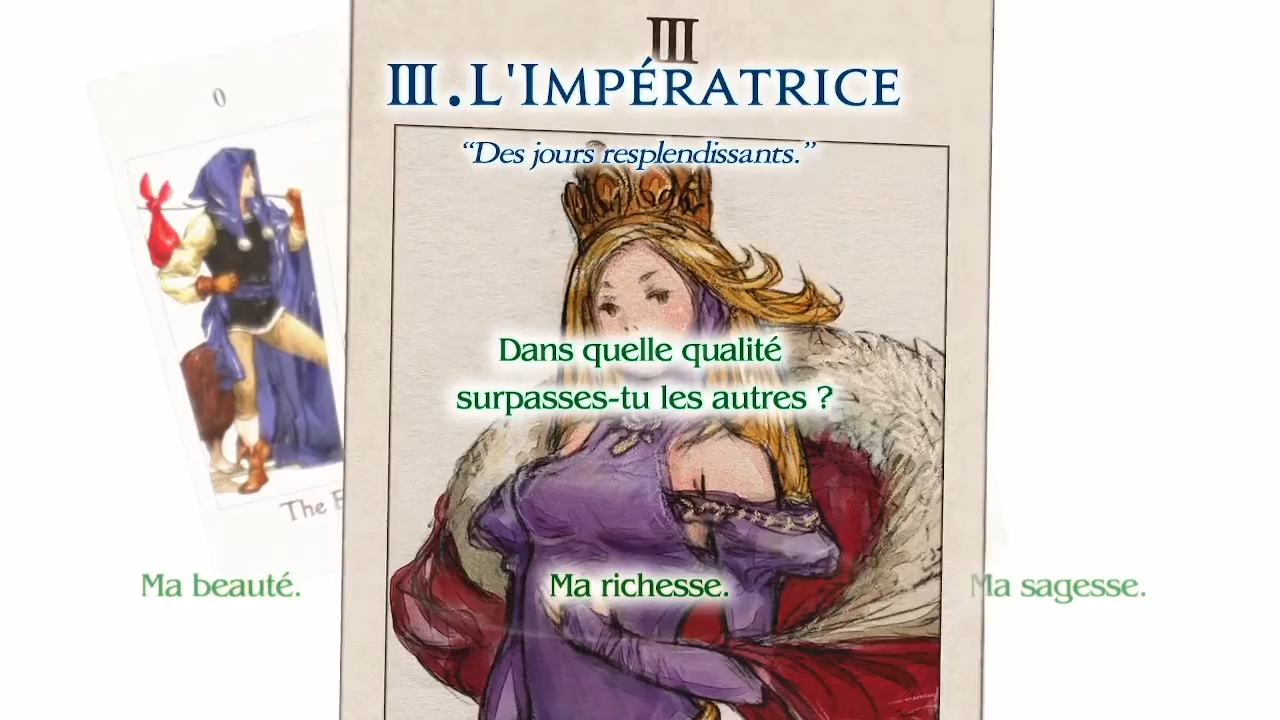 III
III.L'IMPÉRATRICE
0
“Des jours resplendissants.”
Dans quelle qualité
surpasses-tu les autres ?
The
Ma beauté.
Ma richesse.
Ma sagesse.